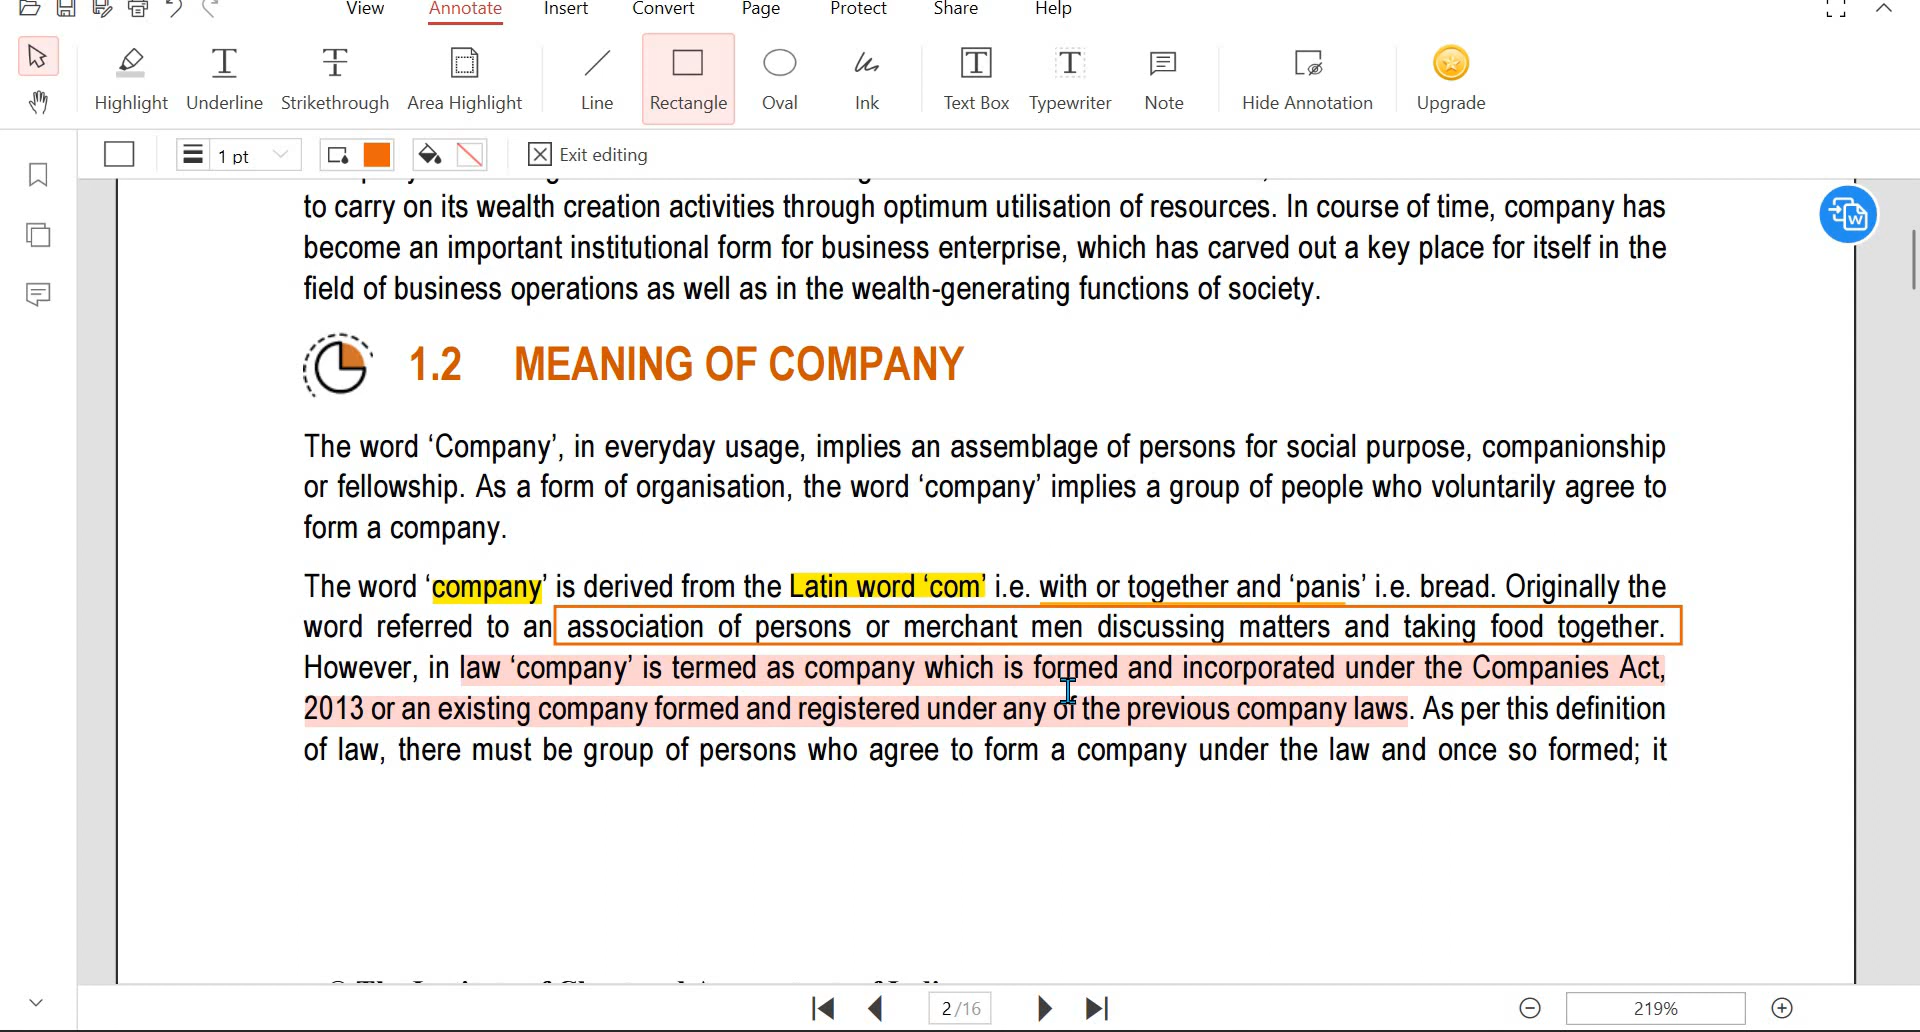 View Annotate Insert Convert Page Protect Share Help
Highlight Underline Strikethrough Area Highlight Line Rectangle Oval Ink Text Box Typewriter Note Hide Annotation Upgrade
1 pt Exit editing
to carry on its wealth creation activities through optimum utilisation of resources. In course of time, company has
become an important institutional form for business enterprise, which has carved out a key place for itself in the
field of business operations as well as in the wealth-generating functions of society.
1.2 MEANING OF COMPANY
The word ‘Company’, in everyday usage, implies an assemblage of persons for social purpose, companionship
or fellowship. As a form of organisation, the word ‘company’ implies a group of people who voluntarily agree to
form a company.
The word ‘company’ is derived from the Latin word ‘com’ i.e. with or together and ‘panis’ i.e. bread. Originally the
word referred to an association of persons or merchant men discussing matters and taking food together.
However, in law ‘company’ is termed as company which is formed and incorporated under the Companies Act,
2013 or an existing company formed and registered under any of the previous company laws. As per this definition
of law, there must be group of persons who agree to form a company under the law and once so formed; it
2/16 219%